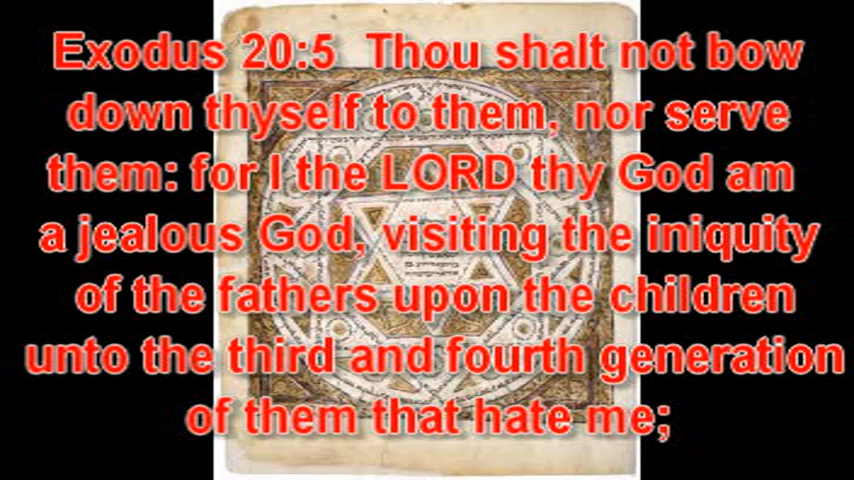 Exodus 20:5 Thou shalt not bow
down thyself to them, nor serve
them: for I the LORD thy God am
a jealous God, visiting the iniquity
of the fathers upon the children
unto the third and fourth generation
of them that hate me;